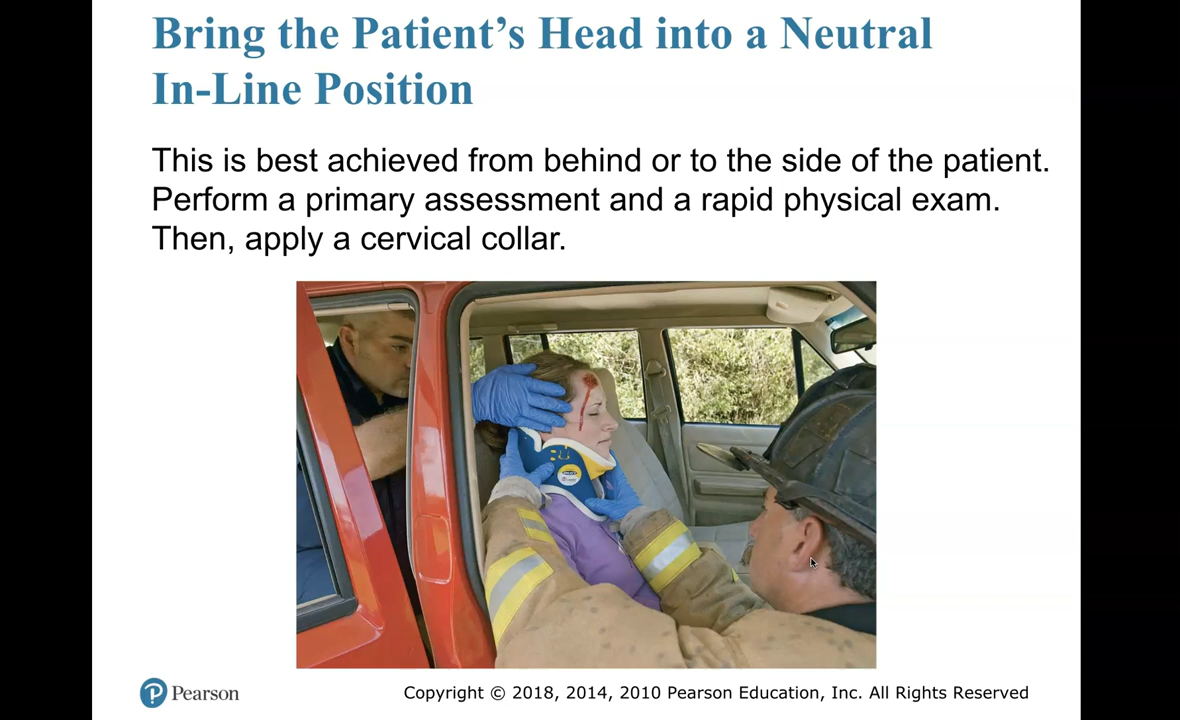 Bring the Patient’s Head into a Neutral
In-Line Position
This is best achieved from behind or to the side of the patient.
Perform a primary assessment and a rapid physical exam.
Then, apply a cervical collar.
Pearson
Copyright © 2018, 2014, 2010 Pearson Education, Inc. All Rights Reserved